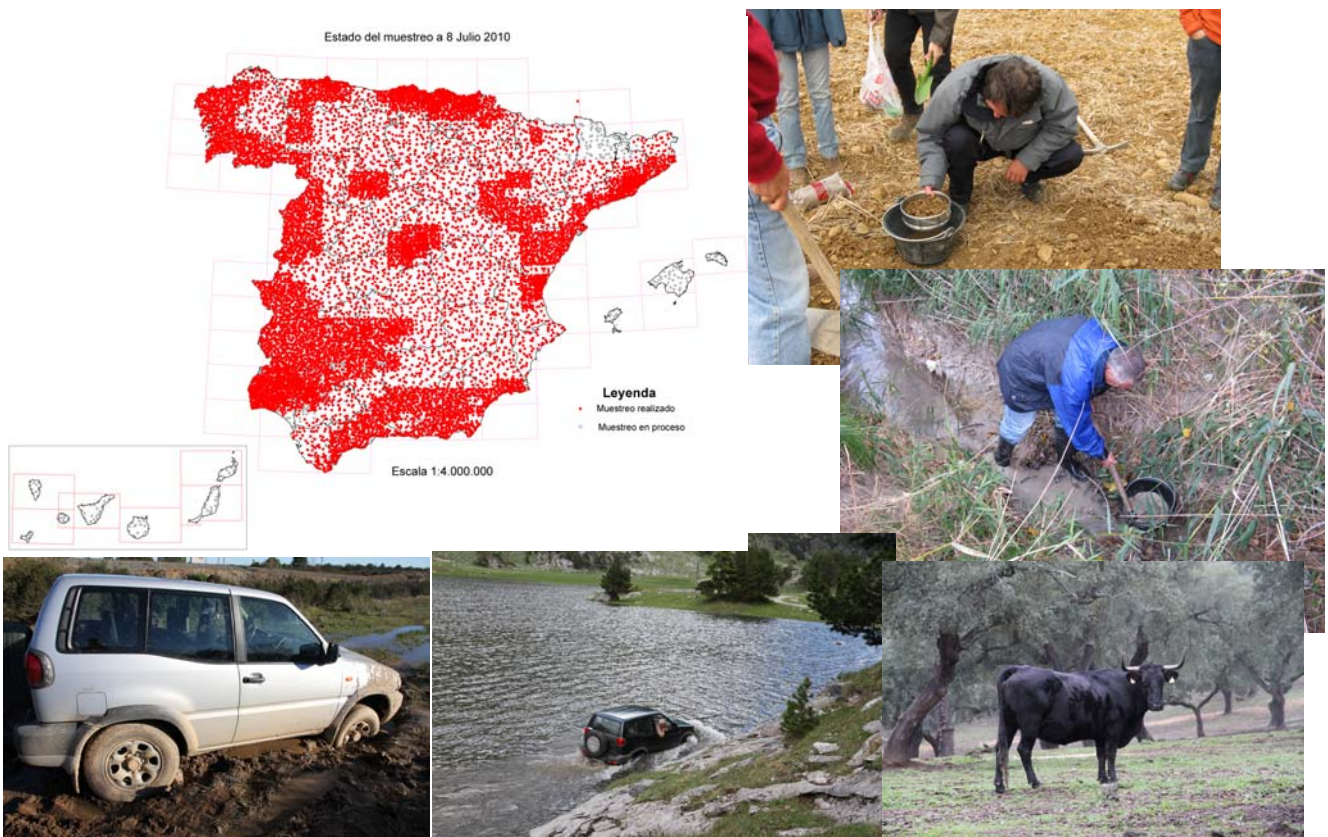 Estado del muestreo a 8 Julio 2010
Leyenda
Muestreo realizado
Muestreo en proceso
Escala 1:4.000.000